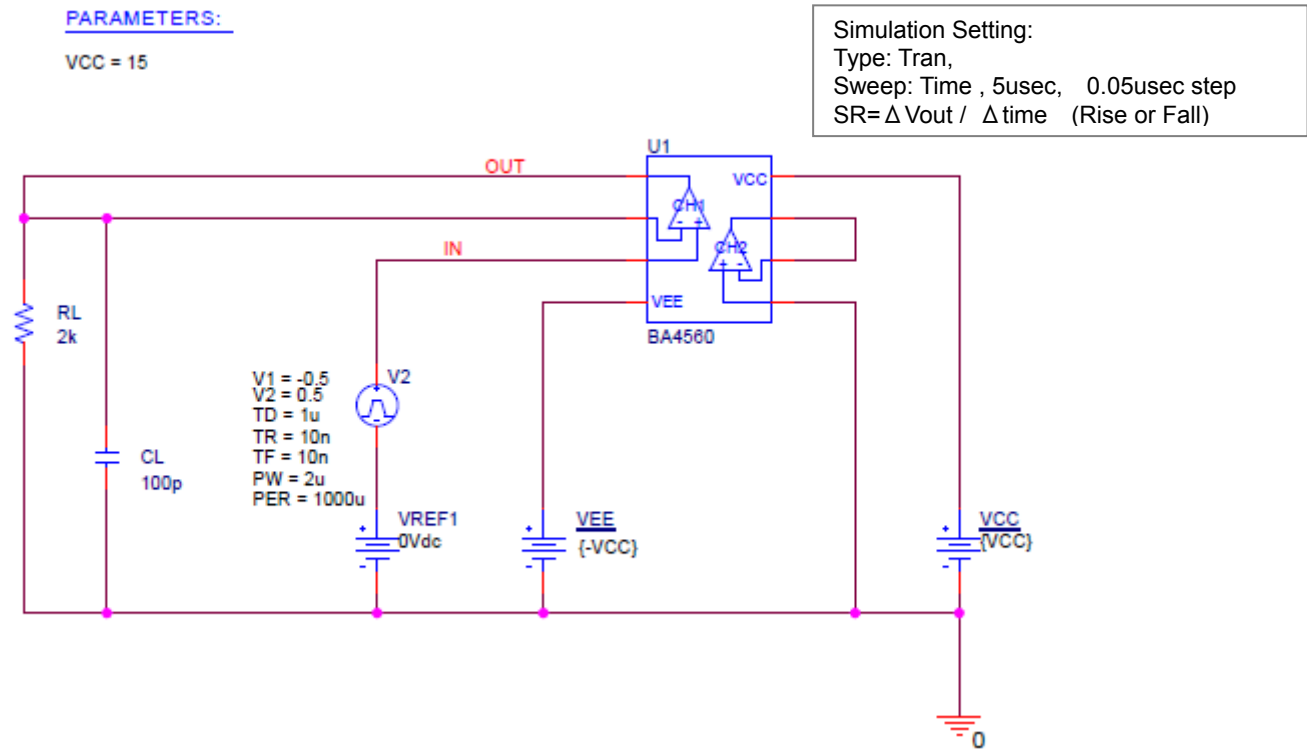 PARAMETERS:
VCC = 15
Simulation Setting:
Type: Tran,
Sweep: Time , 5usec, 0.05usec step
SR= Δ Vout / Δ time (Rise or Fall)
U1
OUT
VCC
CH1
- +
IN
CH2
+ -
VEE
BA4560
RL
2k
V1 = -0.5
V2 = 0.5
TD = 1u
TR = 10n
TF = 10n
PW = 2u
PER = 1000u
V2
+
-
CL
100p
VREF1
0Vdc
+
-
VEE
{-VCC}
+
-
VCC
{VCC}
+
-
0